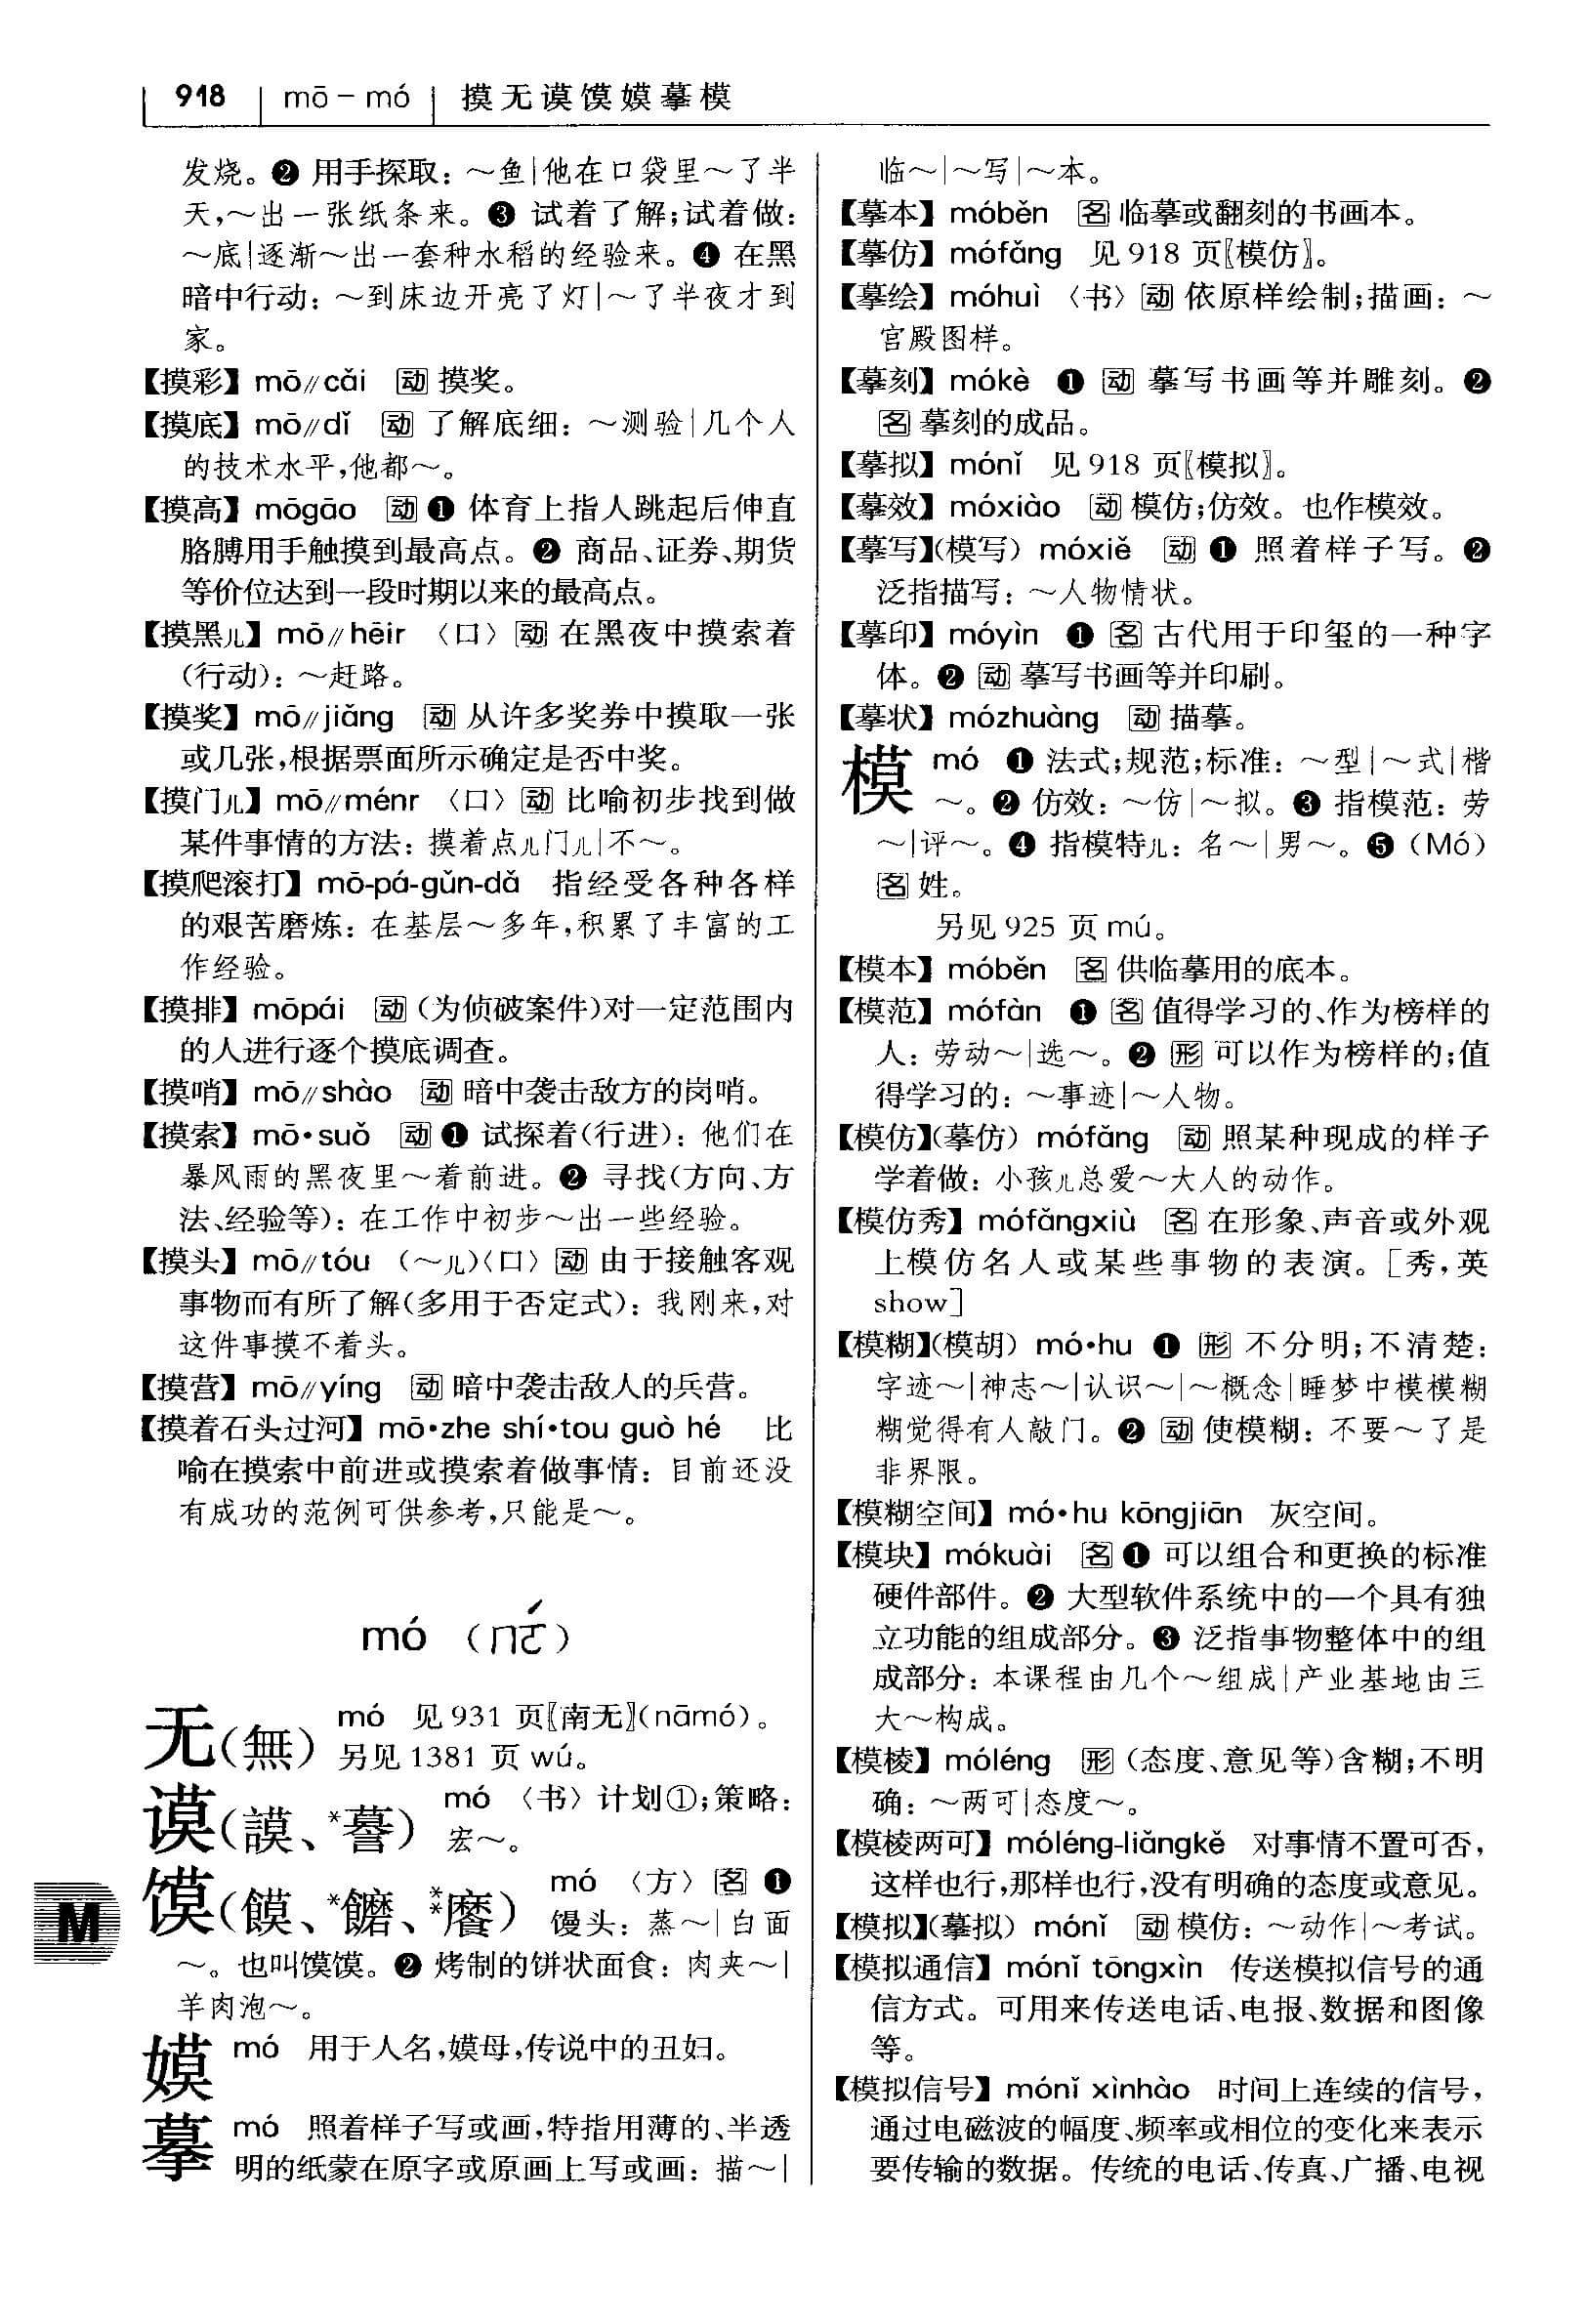 918 mō－mó 摸无谟馍嫫摹模
发烧。❷ 用手探取：～鱼|他在口袋里～了半
天，～出一张纸条来。❸ 试着了解；试着做：
～底|逐渐～出一套种水稻的经验来。❹ 在黑
暗中行动：～到床边开亮了灯|～了半夜才到
家。
【摸彩】 mō∥cǎi 动 摸奖。
【摸底】 mō∥dǐ 动 了解底细：～测验|几个人
的技术水平，他都～。
【摸高】 mōgāo 动 ❶ 体育上指人跳起后伸直
胳膊用手触摸到最高点。❷ 商品、证券、期货
等价位达到一段时期以来的最高点。
【摸黑儿】 mō∥hēir 〈口〉 动 在黑夜中摸索着
（行动）：～赶路。
【摸奖】 mō∥jiǎng 动 从许多奖券中摸取一张
或几张，根据票面所示确定是否中奖。
【摸门儿】 mō∥ménr 〈口〉 动 比喻初步找到做
某件事情的方法：摸着点儿门儿|不～。
【摸爬滚打】 mō-pá-gǔn-dǎ 指经受各种各样
的艰苦磨炼：在基层～多年，积累了丰富的工
作经验。
【摸排】 mōpái 动 （为侦破案件）对一定范围内
的人进行逐个摸底调查。
【摸哨】 mō∥shào 动 暗中袭击敌方的岗哨。
【摸索】 mō·suǒ 动 ❶ 试探着（行进）：他们在
暴风雨的黑夜里～着前进。❷ 寻找（方向、方
法、经验等）：在工作中初步～出一些经验。
【摸头】 mō∥tóu （～儿）〈口〉 动 由于接触客观
事物而有所了解（多用于否定式）：我刚来，对
这件事摸不着头。
【摸营】 mō∥yíng 动 暗中袭击敌人的兵营。
【摸着石头过河】 mō·zhe shí·tou guò hé 比
喻在摸索中前进或摸索着做事情：目前还没
有成功的范例可供参考，只能是～。
mó （ㄇㄛˊ）
无（無） mó 见 931 页〖南无〗（nāmó）。
另见 1381 页 wú。
谟（謨、*謩） mó 〈书〉 计划①；策略：
宏～。
馍（饃、*䭥、**䭝） mó 〈方〉 名 ❶
馒头：蒸～|白面
～。也叫馍馍。❷ 烤制的饼状面食：肉夹～|
羊肉泡～。
嫫 mó 用于人名，嫫母，传说中的丑妇。
摹 mó 照着样子写或画，特指用薄的、半透
明的纸蒙在原字或原画上写或画：描～|
临～|～写|～本。
【摹本】 móběn 名 临摹或翻刻的书画本。
【摹仿】 mófǎng 见 918 页〖模仿〗。
【摹绘】 móhuì 〈书〉 动 依原样绘制；描画：～
宫殿图样。
【摹刻】 mókè ❶ 动 摹写书画等并雕刻。❷
名 摹刻的成品。
【摹拟】 mónǐ 见 918 页〖模拟〗。
【摹效】 móxiào 动 模仿；仿效。也作模效。
【摹写】（模写） móxiě 动 ❶ 照着样子写。❷
泛指描写：～人物情状。
【摹印】 móyìn ❶ 名 古代用于印玺的一种字
体。❷ 动 摹写书画等并印刷。
【摹状】 mózhuàng 动 描摹。
模 mó ❶ 法式；规范；标准：～型|～式|楷
～。❷ 仿效：～仿|～拟。❸ 指模范：劳
～|评～。❹ 指模特儿：名～|男～。❺ （Mó）
名 姓。
另见 925 页 mú。
【模本】 móběn 名 供临摹用的底本。
【模范】 mófàn ❶ 名 值得学习的、作为榜样的
人：劳动～|选～。❷ 形 可以作为榜样的；值
得学习的：～事迹|～人物。
【模仿】（摹仿） mófǎng 动 照某种现成的样子
学着做：小孩儿总爱～大人的动作。
【模仿秀】 mófǎngxiù 名 在形象、声音或外观
上模仿名人或某些事物的表演。［秀，英
show］
【模糊】（模胡） mó·hu ❶ 形 不分明；不清楚：
字迹～|神志～|认识～|～概念|睡梦中模模糊
糊觉得有人敲门。❷ 动 使模糊：不要～了是
非界限。
【模糊空间】 mó·hu kōngjiān 灰空间。
【模块】 mókuài 名 ❶ 可以组合和更换的标准
硬件部件。❷ 大型软件系统中的一个具有独
立功能的组成部分。❸ 泛指事物整体中的组
成部分：本课程由几个～组成|产业基地由三
大～构成。
【模棱】 móléng 形 （态度、意见等）含糊；不明
确：～两可|态度～。
【模棱两可】 móléng-liǎngkě 对事情不置可否，
这样也行，那样也行，没有明确的态度或意见。
【模拟】（摹拟） mónǐ 动 模仿：～动作|～考试。
【模拟通信】 mónǐ tōngxìn 传送模拟信号的通
信方式。可用来传送电话、电报、数据和图像
等。
【模拟信号】 mónǐ xìnhào 时间上连续的信号，
通过电磁波的幅度、频率或相位的变化来表示
要传输的数据。传统的电话、传真、广播、电视
M